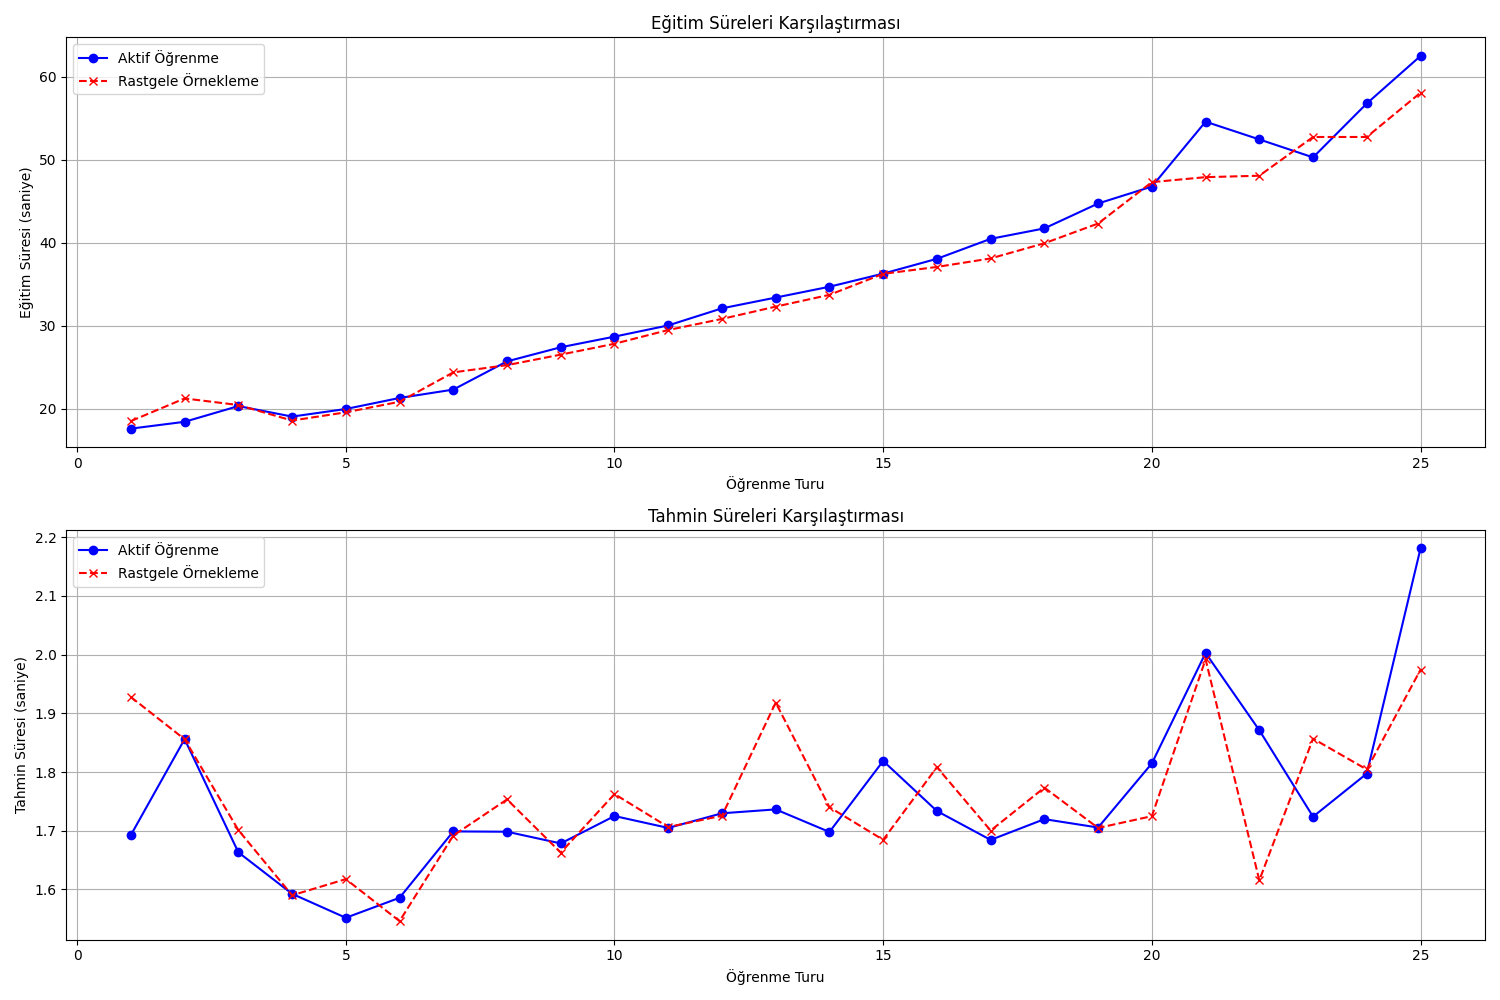 Eğitim Süreleri Karşılaştırması
Aktif Öğrenme
Rastgele Örnekleme
Eğitim Süresi (saniye)
60
50
40
30
20
0 5 10 15 20 25
Öğrenme Turu
Tahmin Süreleri Karşılaştırması
Aktif Öğrenme
Rastgele Örnekleme
Tahmin Süresi (saniye)
2.2
2.1
2.0
1.9
1.8
1.7
1.6
0 5 10 15 20 25
Öğrenme Turu